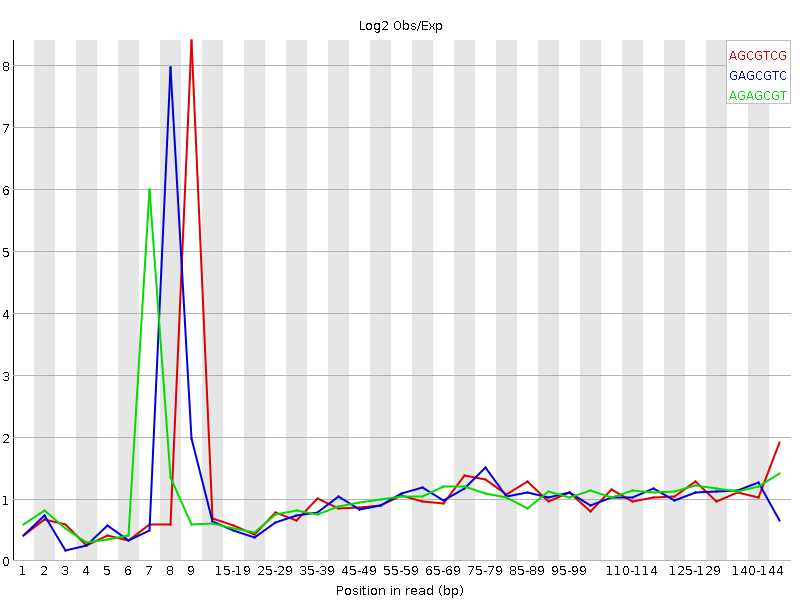 Log2 Obs/Exp
AGCGTCG
GAGCGTC
AGAGCGT
8
7
6
5
4
3
2
1
0
1 2 3 4 5 6 7 8 9 15-19 25-29 35-39 45-49 55-59 65-69 75-79 85-89 95-99 110-114 125-129 140-144
Position in read (bp)